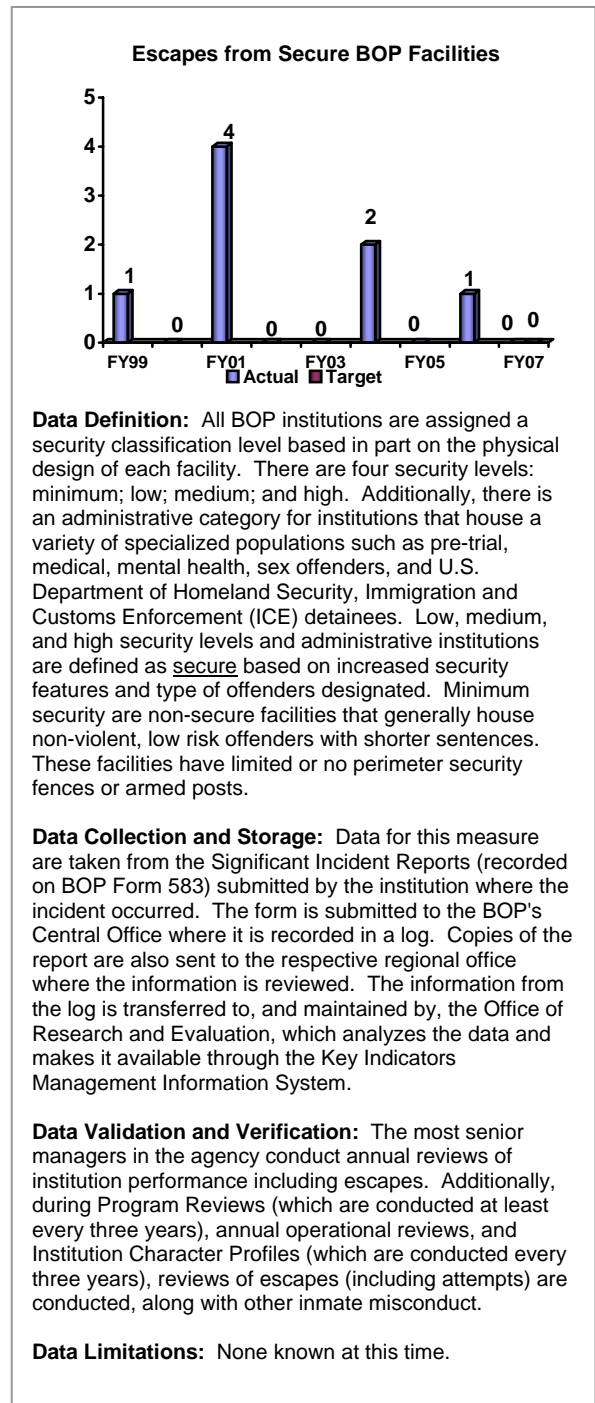 Escapes from Secure BOP Facilities
5
4
3
2
1
0
1
0
4
0
0
2
0
1
0 0
FY99 FY01 FY03 FY05 FY07
Actual Target
Data Definition: All BOP institutions are assigned a
security classification level based in part on the physical
design of each facility. There are four security levels:
minimum; low; medium; and high. Additionally, there is
an administrative category for institutions that house a
variety of specialized populations such as pre-trial,
medical, mental health, sex offenders, and U.S.
Department of Homeland Security, Immigration and
Customs Enforcement (ICE) detainees. Low, medium,
and high security levels and administrative institutions
are defined as secure based on increased security
features and type of offenders designated. Minimum
security are non-secure facilities that generally house
non-violent, low risk offenders with shorter sentences.
These facilities have limited or no perimeter security
fences or armed posts.
Data Collection and Storage: Data for this measure
are taken from the Significant Incident Reports (recorded
on BOP Form 583) submitted by the institution where the
incident occurred. The form is submitted to the BOP's
Central Office where it is recorded in a log. Copies of the
report are also sent to the respective regional office
where the information is reviewed. The information from
the log is transferred to, and maintained by, the Office of
Research and Evaluation, which analyzes the data and
makes it available through the Key Indicators
Management Information System.
Data Validation and Verification: The most senior
managers in the agency conduct annual reviews of
institution performance including escapes. Additionally,
during Program Reviews (which are conducted at least
every three years), annual operational reviews, and
Institution Character Profiles (which are conducted every
three years), reviews of escapes (including attempts) are
conducted, along with other inmate misconduct.
Data Limitations: None known at this time.